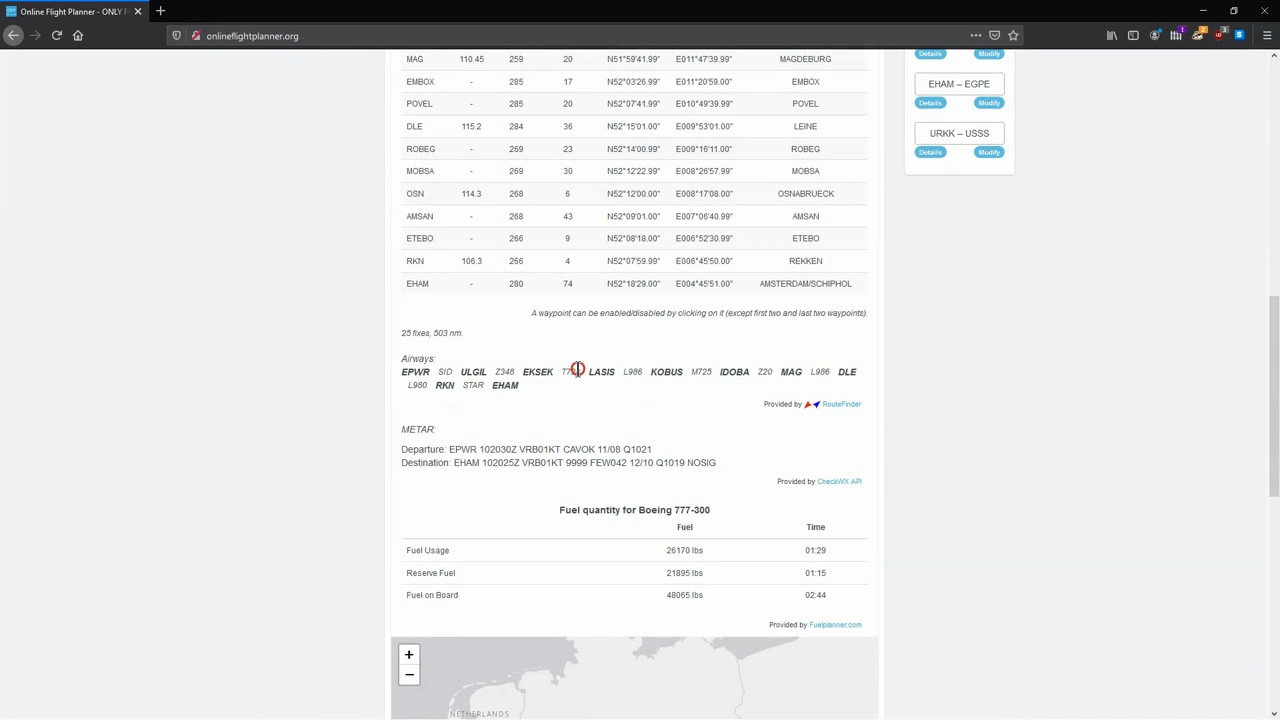 Online Flight Planner - ONLY F
onlineflightplanner.org
MAG 110.45 259 20 N51°59'41.99" E011°47'39.99" MAGDEBURG
EMBOX - 285 17 N52°03'26.99" E011°20'59.00" EMBOX
POVEL - 285 20 N52°07'41.99" E010°49'39.99" POVEL
DLE 115.2 284 36 N52°15'01.00" E009°53'01.00" LEINE
ROBEG - 269 23 N52°14'00.99" E009°16'11.00" ROBEG
MOBSA - 269 30 N52°12'22.99" E008°26'57.99" MOBSA
OSN 114.3 268 6 N52°12'00.00" E008°17'08.00" OSNABRUECK
AMSAN - 268 43 N52°09'01.00" E007°06'40.99" AMSAN
ETEBO - 266 9 N52°08'18.00" E006°52'30.99" ETEBO
RKN 106.3 266 4 N52°07'59.99" E006°45'50.00" REKKEN
EHAM - 280 74 N52°18'29.00" E004°45'51.00" AMSTERDAM/SCHIPHOL
A waypoint can be enabled/disabled by clicking on it (except first two and last two waypoints).
25 fixes, 503 nm.
Airways:
EPWR SID ULGIL Z348 EKSEK LASIS L986 KOBUS M725 IDOBA Z20 MAG L986 DLE
L980 RKN STAR EHAM
Provided by RouteFinder
METAR:
Departure: EPWR 102030Z VRB01KT CAVOK 11/08 Q1021
Destination: EHAM 102025Z VRB01KT 9999 FEW042 12/10 Q1019 NOSIG
Provided by CheckWX API
Fuel quantity for Boeing 777-300
Fuel Time
Fuel Usage 26170 lbs 01:29
Reserve Fuel 21895 lbs 01:15
Fuel on Board 48065 lbs 02:44
Provided by Fuelplanner.com
+
−
NETHERLANDS
Details Modify
EHAM – EGPE
Details Modify
URKK – USSS
Details Modify